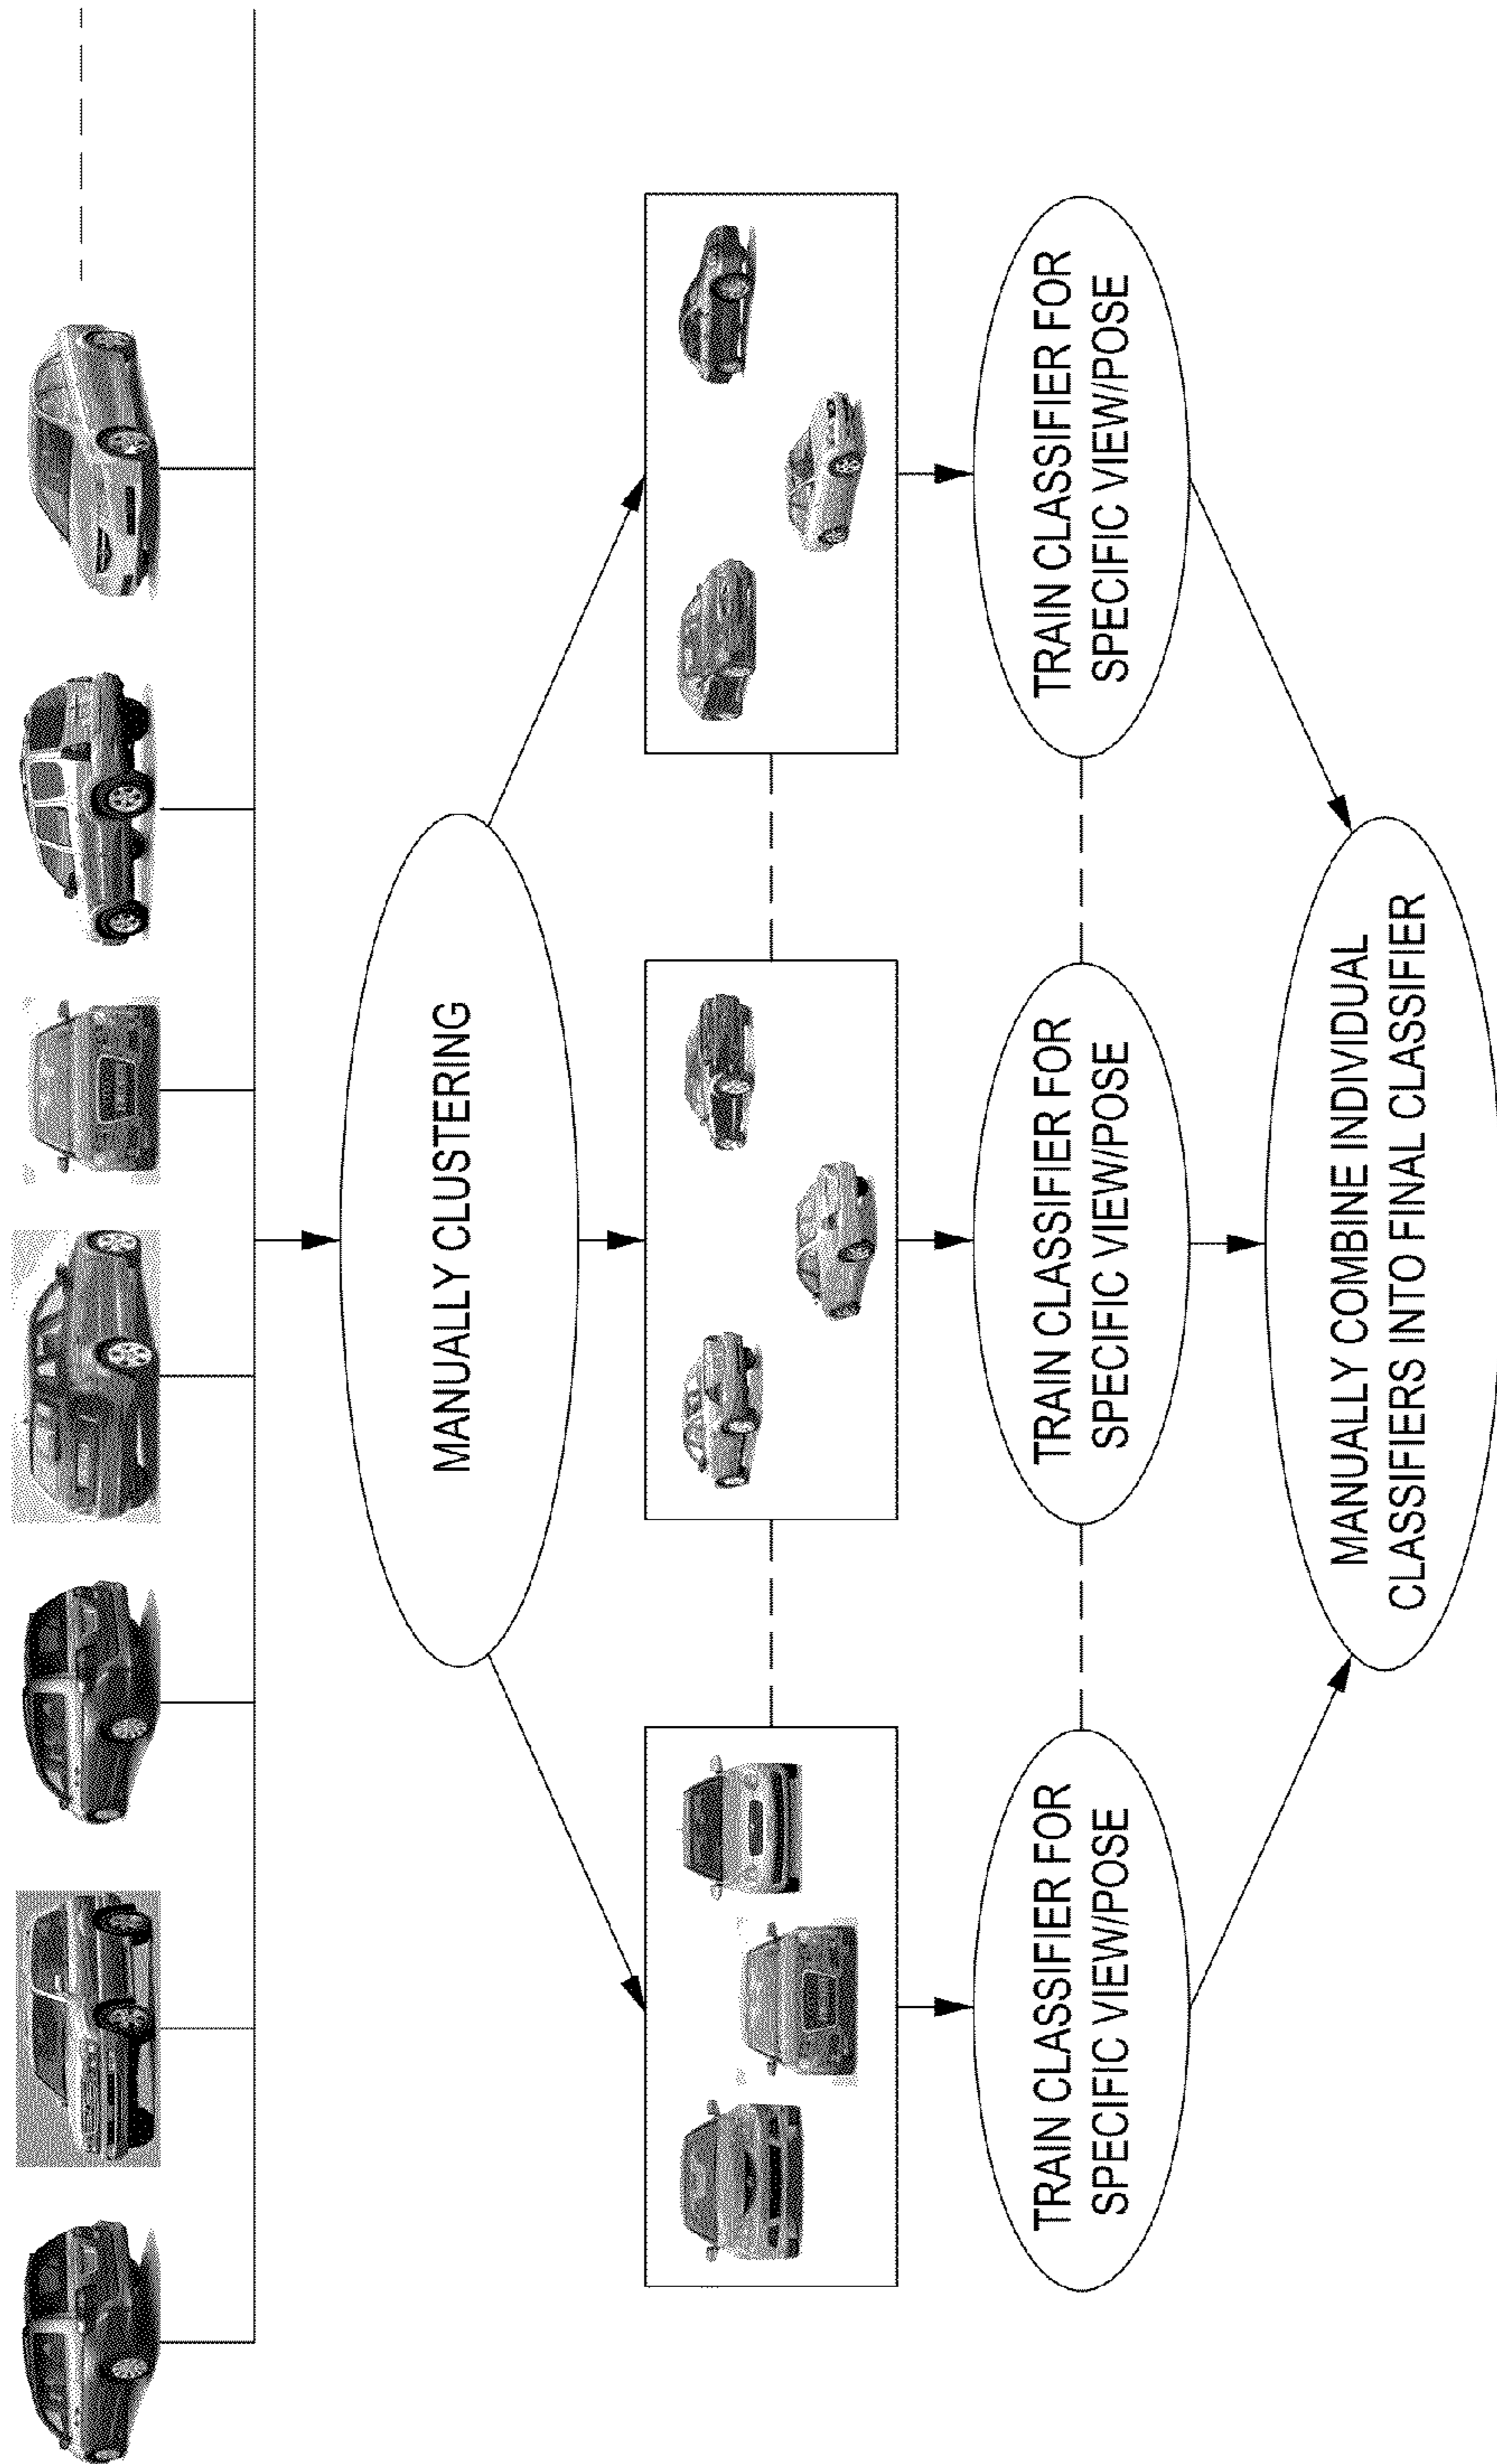 MANUALLY CLUSTERING
TRAIN CLASSIFIER FOR
SPECIFIC VIEW/POSE
TRAIN CLASSIFIER FOR
SPECIFIC VIEW/POSE
TRAIN CLASSIFIER FOR
SPECIFIC VIEW/POSE
MANUALLY COMBINE INDIVIDUAL
CLASSIFIERS INTO FINAL CLASSIFIER